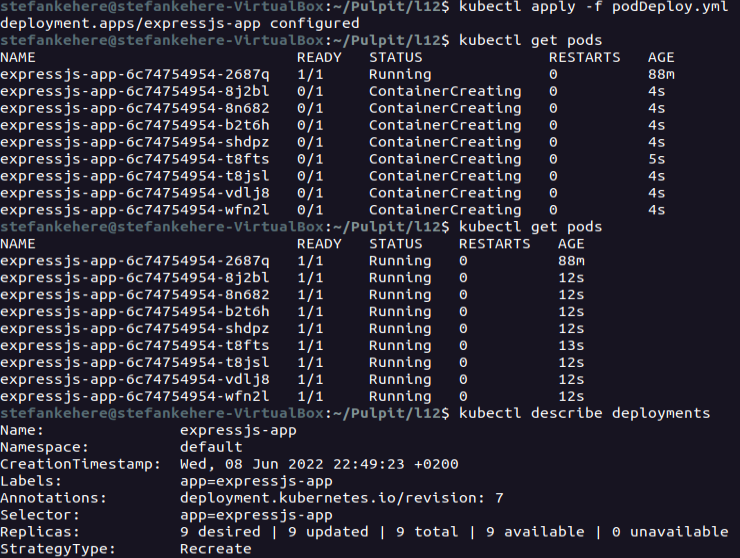 stefankehere@stefankehere-VirtualBox:~/Pulpit/l12$ kubectl apply -f podDeploy.yml
deployment.apps/expressjs-app configured
stefankehere@stefankehere-VirtualBox:~/Pulpit/l12$ kubectl get pods
NAME                             READY   STATUS              RESTARTS   AGE
expressjs-app-6c74754954-2687q   1/1     Running             0          88m
expressjs-app-6c74754954-8j2bl   0/1     ContainerCreating   0          4s
expressjs-app-6c74754954-8n682   0/1     ContainerCreating   0          4s
expressjs-app-6c74754954-b2t6h   0/1     ContainerCreating   0          4s
expressjs-app-6c74754954-shdpz   0/1     ContainerCreating   0          4s
expressjs-app-6c74754954-t8fts   0/1     ContainerCreating   0          5s
expressjs-app-6c74754954-t8jsl   0/1     ContainerCreating   0          4s
expressjs-app-6c74754954-vdlj8   0/1     ContainerCreating   0          4s
expressjs-app-6c74754954-wfn2l   0/1     ContainerCreating   0          4s
stefankehere@stefankehere-VirtualBox:~/Pulpit/l12$ kubectl get pods
NAME                             READY   STATUS    RESTARTS   AGE
expressjs-app-6c74754954-2687q   1/1     Running   0          88m
expressjs-app-6c74754954-8j2bl   1/1     Running   0          12s
expressjs-app-6c74754954-8n682   1/1     Running   0          12s
expressjs-app-6c74754954-b2t6h   1/1     Running   0          12s
expressjs-app-6c74754954-shdpz   1/1     Running   0          12s
expressjs-app-6c74754954-t8fts   1/1     Running   0          13s
expressjs-app-6c74754954-t8jsl   1/1     Running   0          12s
expressjs-app-6c74754954-vdlj8   1/1     Running   0          12s
expressjs-app-6c74754954-wfn2l   1/1     Running   0          12s
stefankehere@stefankehere-VirtualBox:~/Pulpit/l12$ kubectl describe deployments
Name:               expressjs-app
Namespace:          default
CreationTimestamp:  Wed, 08 Jun 2022 22:49:23 +0200
Labels:             app=expressjs-app
Annotations:        deployment.kubernetes.io/revision: 7
Selector:           app=expressjs-app
Replicas:           9 desired | 9 updated | 9 total | 9 available | 0 unavailable
StrategyType:       Recreate